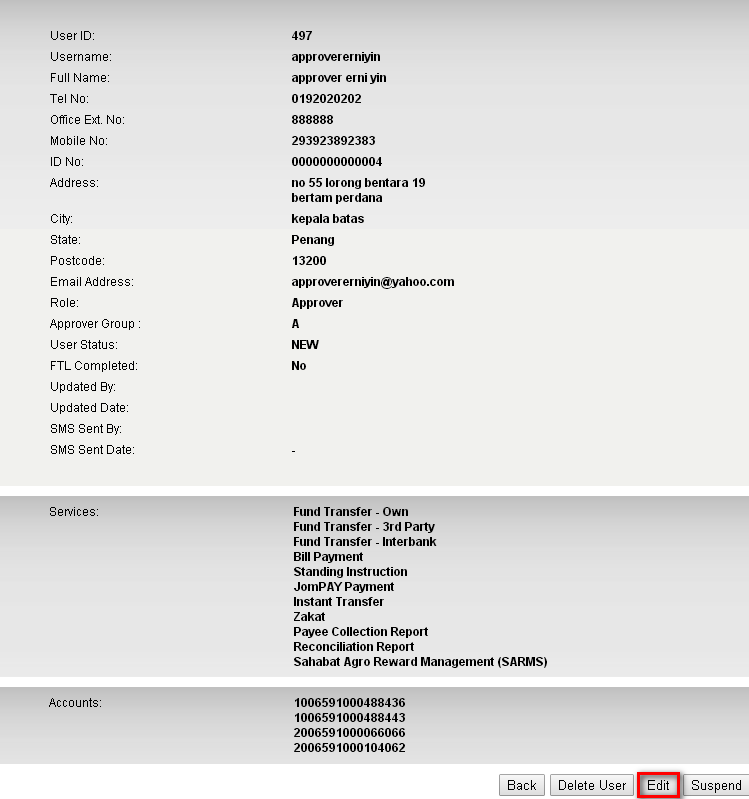 User ID: 497
Username: approvererniyin
Full Name: approver erni yin
Tel No: 0192020202
Office Ext. No: 888888
Mobile No: 293923892383
ID No: 0000000000004
Address: no 55 lorong bentara 19
bertam perdana
City: kepala batas
State: Penang
Postcode: 13200
Email Address: approvererniyin@yahoo.com
Role: Approver
Approver Group : A
User Status: NEW
FTL Completed: No
Updated By:
Updated Date:
SMS Sent By:
SMS Sent Date: -
Services: Fund Transfer - Own
Fund Transfer - 3rd Party
Fund Transfer - Interbank
Bill Payment
Standing Instruction
JomPAY Payment
Instant Transfer
Zakat
Payee Collection Report
Reconciliation Report
Sahabat Agro Reward Management (SARMS)
Accounts: 1006591000488436
1006591000488443
2006591000066066
2006591000104062
Back Delete User Edit Suspend